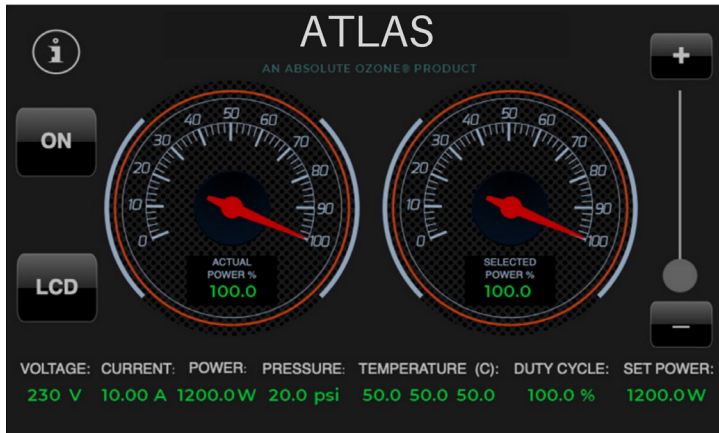 ATLAS
AN ABSOLUTE OZONE® PRODUCT
i
+
ON
LCD
−
0 10 20 30 40 50 60 70 80 90 100
ACTUAL
POWER %
100.0
0 10 20 30 40 50 60 70 80 90 100
SELECTED
POWER %
100.0
VOLTAGE: CURRENT: POWER: PRESSURE: TEMPERATURE (C): DUTY CYCLE: SET POWER:
230 V 10.00 A 1200.0W 20.0 psi 50.0 50.0 50.0 100.0 % 1200.0W